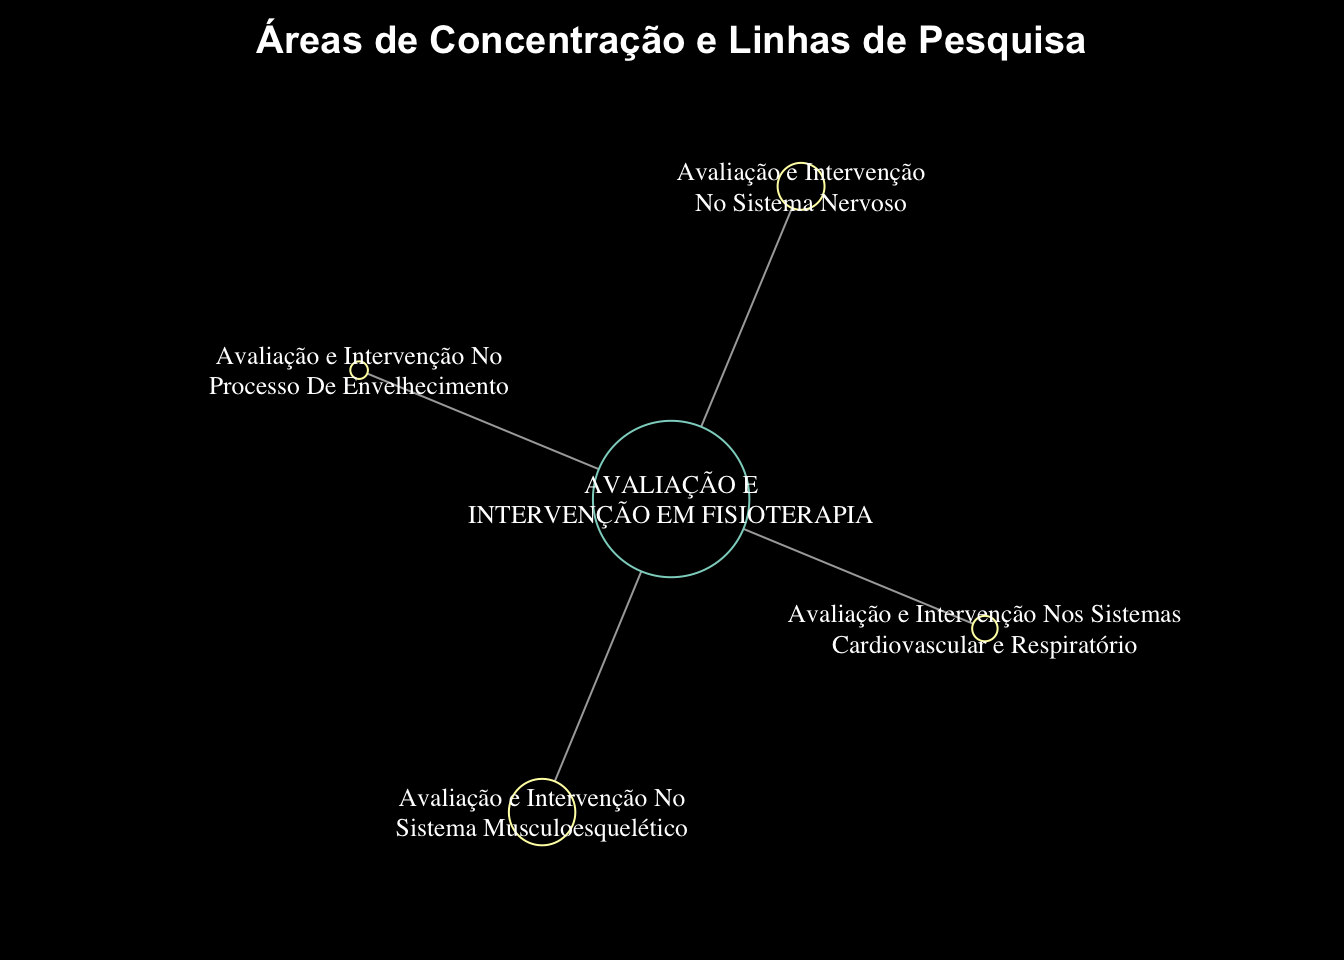 Áreas de Concentração e Linhas de Pesquisa
Avaliação e Intervenção
No Sistema Nervoso
Avaliação e Intervenção No
Processo De Envelhecimento
AVALIAÇÃO E
INTERVENÇÃO EM FISIOTERAPIA
Avaliação e Intervenção Nos Sistemas
Cardiovascular e Respiratório
Avaliação e Intervenção No
Sistema Musculoesquelético